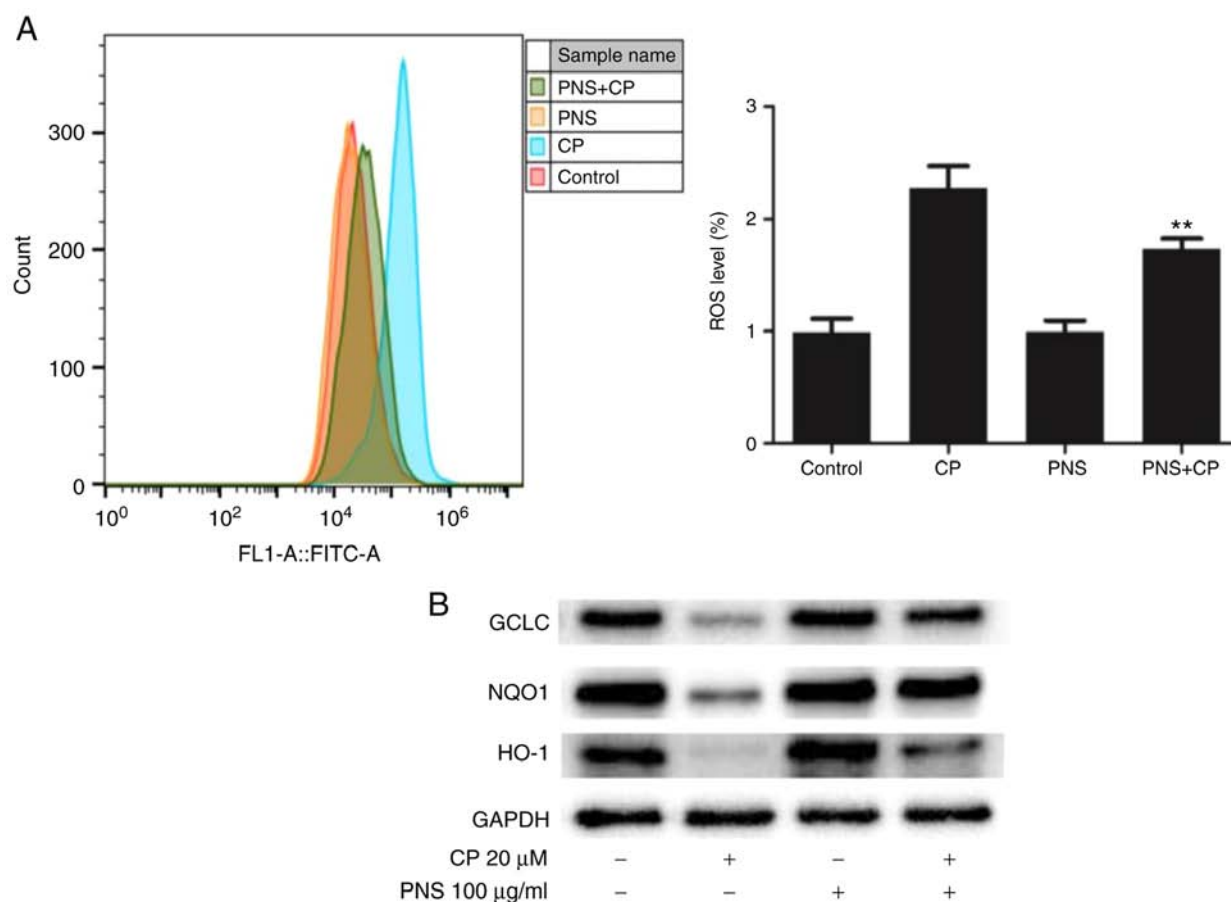 A
Sample name
PNS+CP
PNS
CP
Control
Count
300
200
100
0
10^0
10^2
10^4
10^6
FL1-A::FITC-A
ROS level (%)
3
2
1
0
**
Control CP PNS PNS+CP
B
GCLC
NQO1
HO-1
GAPDH
CP 20 μM – + – +
PNS 100 μg/ml – – + +